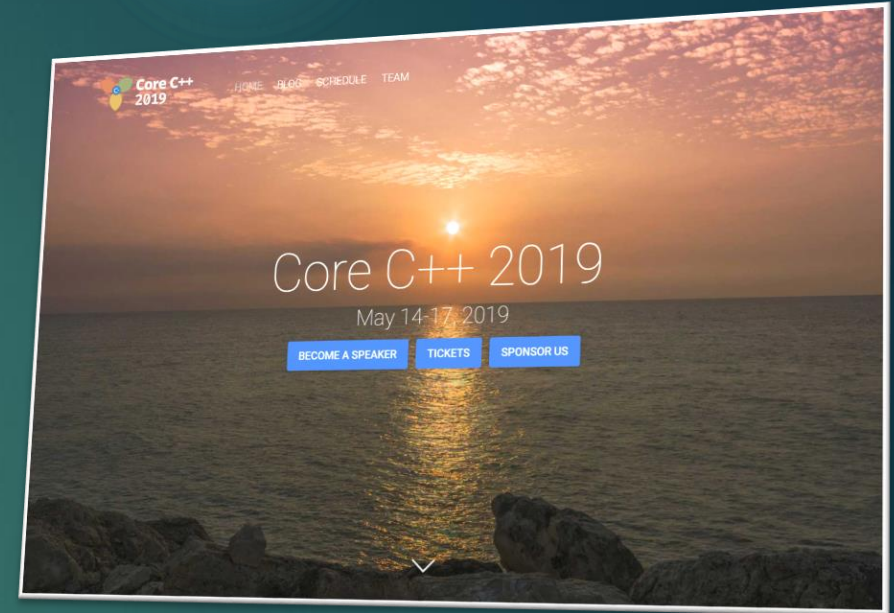 Core C++
2019
HOME BLOG SCHEDULE TEAM
Core C++ 2019
May 14-17, 2019
BECOME A SPEAKER TICKETS SPONSOR US